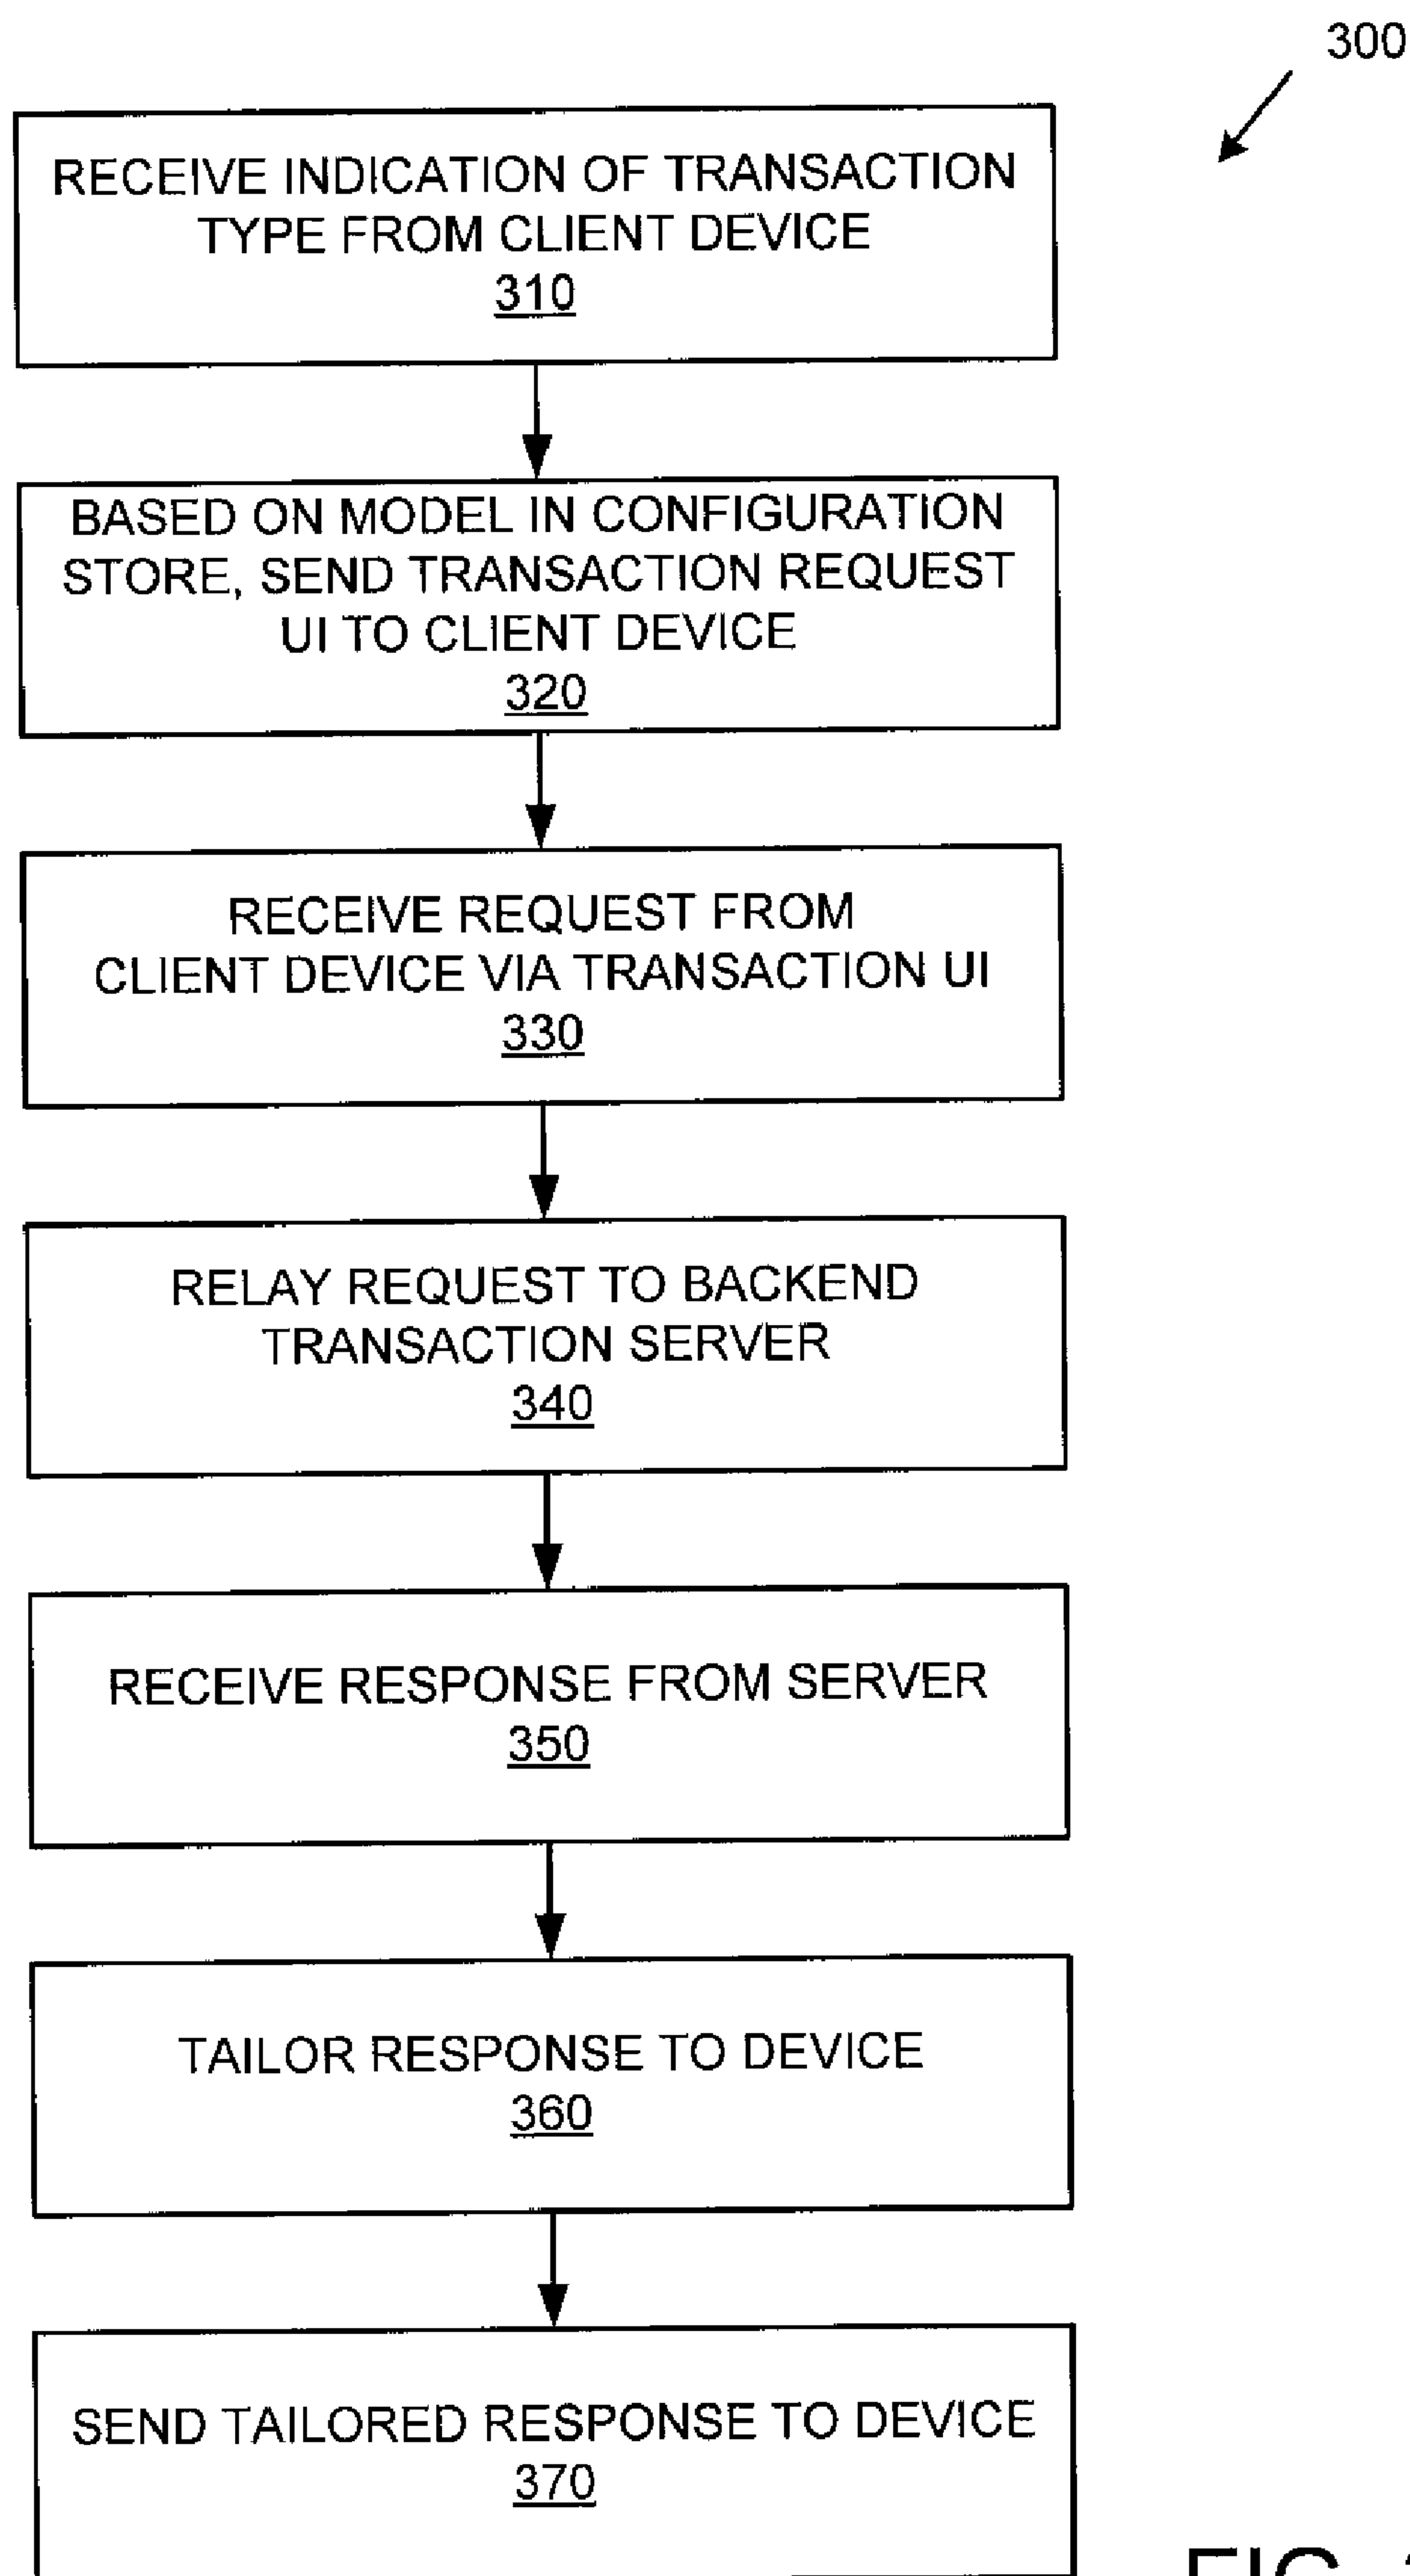 300
RECEIVE INDICATION OF TRANSACTION
TYPE FROM CLIENT DEVICE
310
BASED ON MODEL IN CONFIGURATION
STORE, SEND TRANSACTION REQUEST
UI TO CLIENT DEVICE
320
RECEIVE REQUEST FROM
CLIENT DEVICE VIA TRANSACTION UI
330
RELAY REQUEST TO BACKEND
TRANSACTION SERVER
340
RECEIVE RESPONSE FROM SERVER
350
TAILOR RESPONSE TO DEVICE
360
SEND TAILORED RESPONSE TO DEVICE
370
FIG.